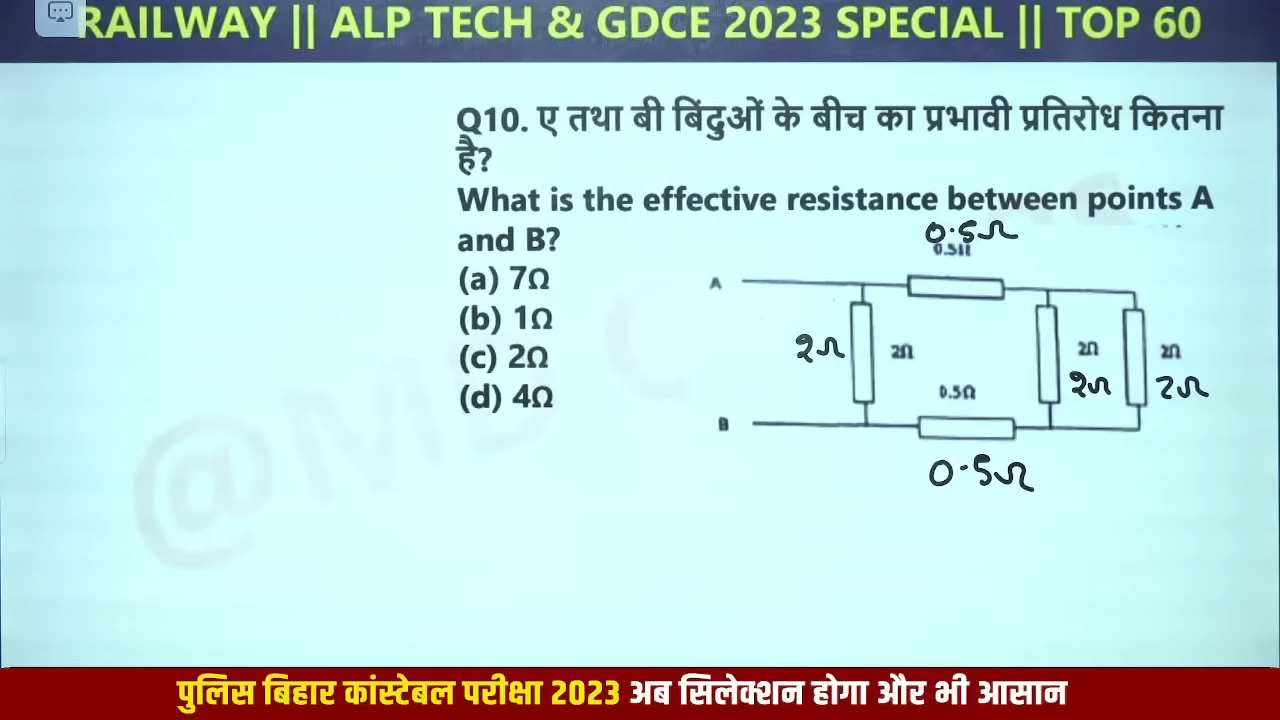 RAILWAY || ALP TECH & GDCE 2023 SPECIAL || TOP 60
Q10. ए तथा बी बिंदुओं के बीच का प्रभावी प्रतिरोध कितना
है?
What is the effective resistance between points A
and B?
(a) 7Ω
(b) 1Ω
(c) 2Ω
(d) 4Ω
0.5Ω
0.5Ω
A
2Ω
2Ω
2Ω
2Ω
2Ω
2Ω
0.5Ω
B
0.5Ω
पुलिस बिहार कांस्टेबल परीक्षा 2023 अब सिलेक्शन होगा और भी आसान